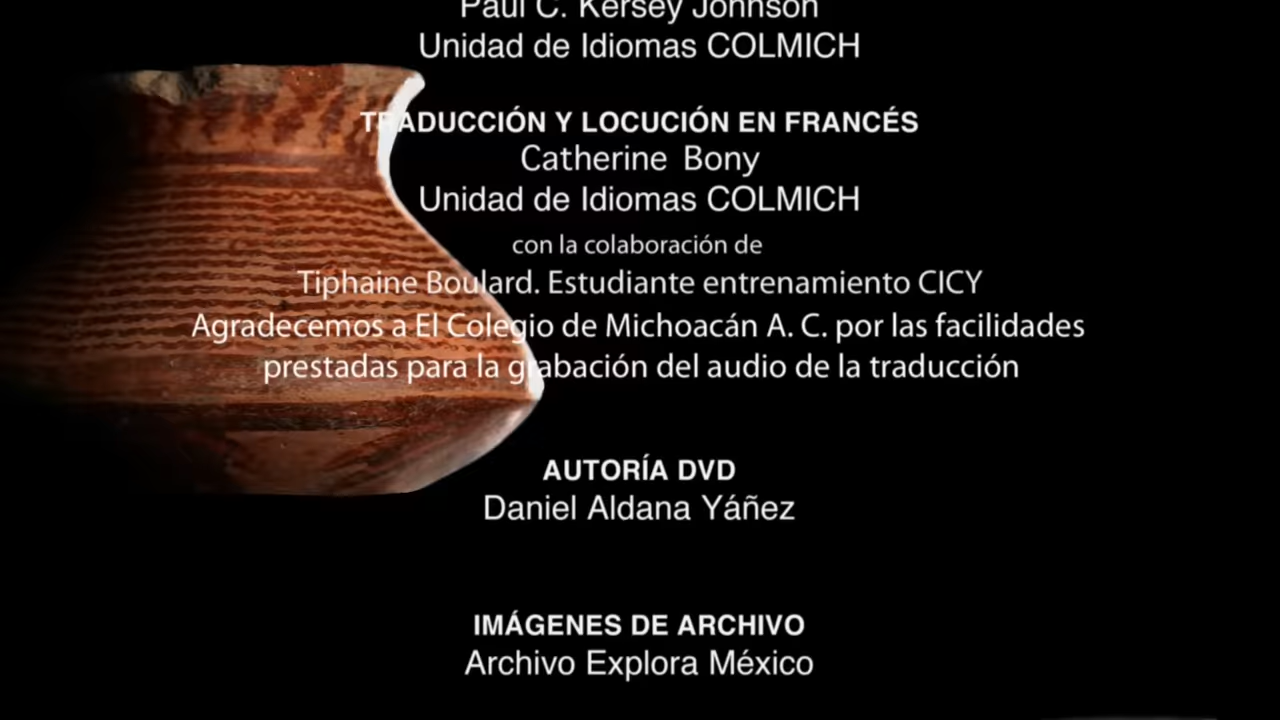 Paul C. Kersey Johnson
Unidad de Idiomas COLMICH
TRADUCCIÓN Y LOCUCIÓN EN FRANCÉS
Catherine Bony
Unidad de Idiomas COLMICH
con la colaboración de
Tiphaine Boulard. Estudiante entrenamiento CICY
Agradecemos a El Colegio de Michoacán A. C. por las facilidades
prestadas para la grabación del audio de la traducción
AUTORÍA DVD
Daniel Aldana Yáñez
IMÁGENES DE ARCHIVO
Archivo Explora México